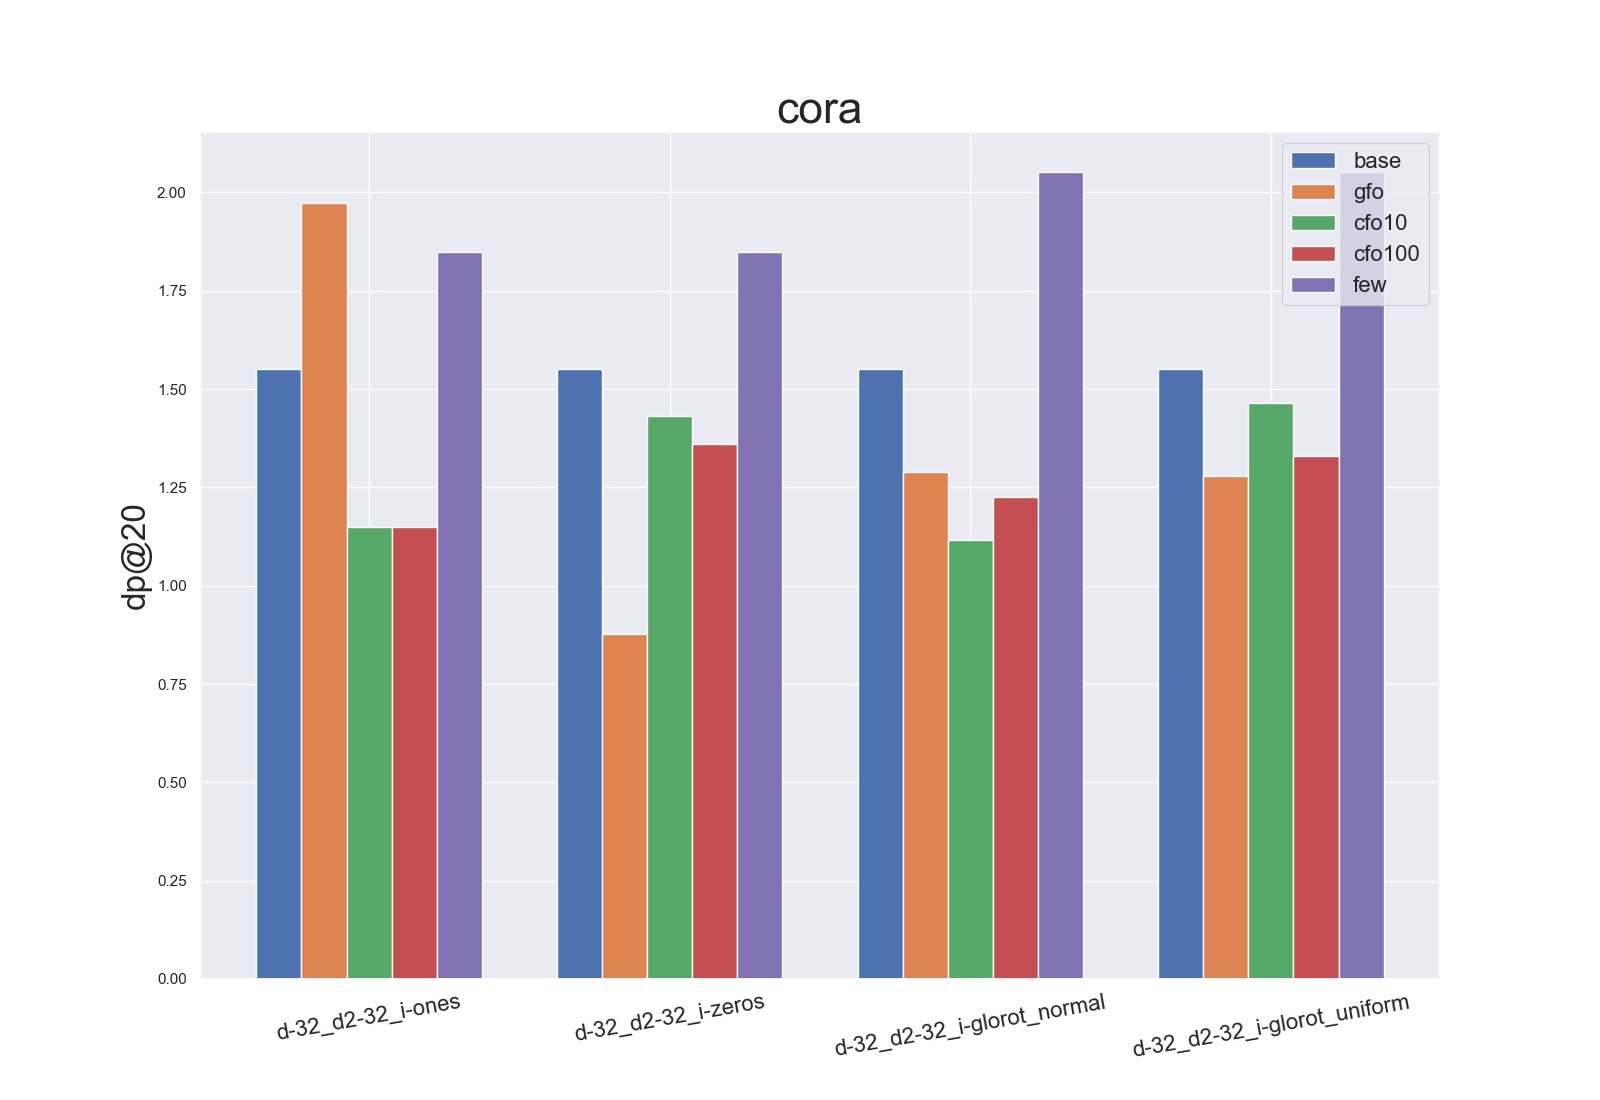 cora
base
gfo
cfo10
cfo100
few
dp@20
2.00
1.75
1.50
1.25
1.00
0.75
0.50
0.25
0.00
d-32_d2-32_i-ones
d-32_d2-32_i-zeros
d-32_d2-32_i-glorot_normal
d-32_d2-32_i-glorot_uniform